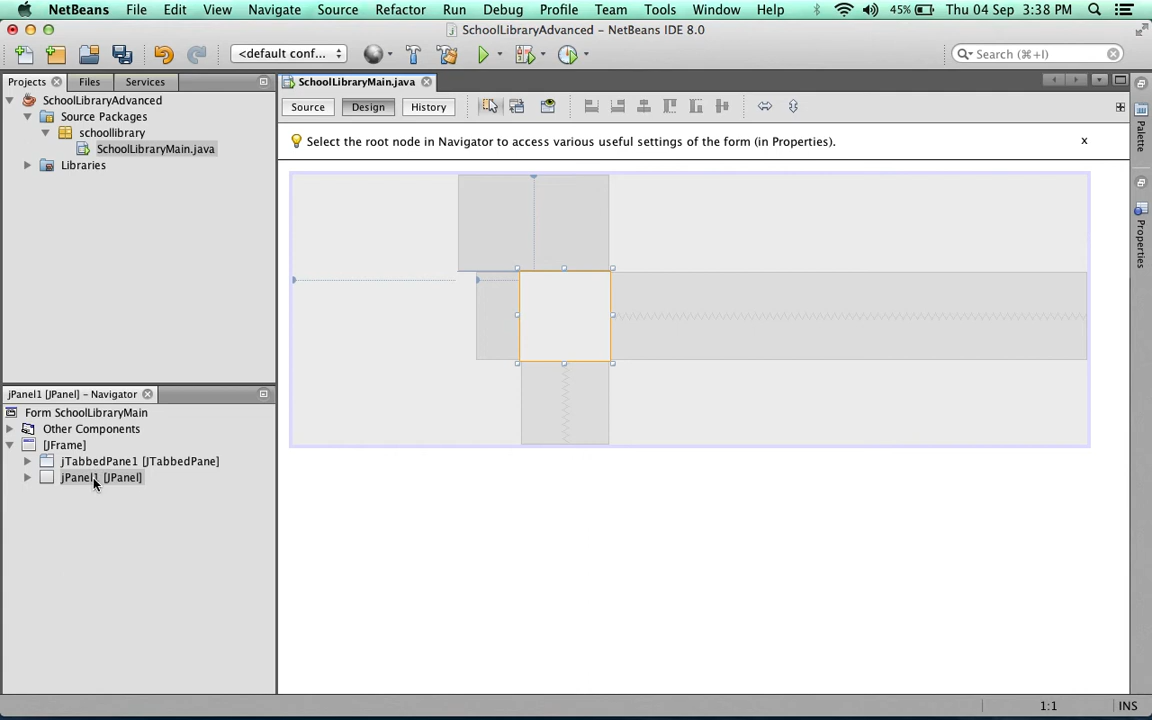 NetBeans File Edit View Navigate Source Refactor Run Debug Profile Team Tools Window Help 45% Thu 04 Sep 3:38 PM
SchoolLibraryAdvanced – NetBeans IDE 8.0
<default conf... Search (⌘+I)
Projects Files Services
SchoolLibraryAdvanced
Source Packages
schoollibrary
SchoolLibraryMain.java
Libraries
SchoolLibraryMain.java
Source Design History
Select the root node in Navigator to access various useful settings of the form (in Properties). x
Palette
Properties
jPanel1 [JPanel] – Navigator
Form SchoolLibraryMain
Other Components
[JFrame]
jTabbedPane1 [JTabbedPane]
jPanel1 [JPanel]
1:1 INS